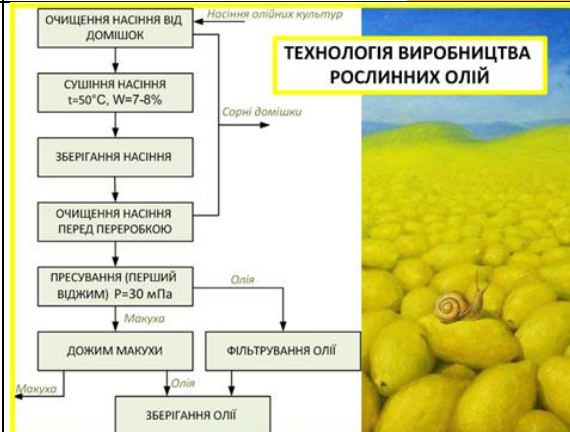 ОЧИЩЕННЯ НАСІННЯ ВІД
ДОМІШОК
Насіння олійних культур
ТЕХНОЛОГІЯ ВИРОБНИЦТВА
РОСЛИННИХ ОЛІЙ
СУШІННЯ НАСІННЯ
t=50°C, W=7-8%
Сорні домішки
ЗБЕРІГАННЯ НАСІННЯ
ОЧИЩЕННЯ НАСІННЯ
ПЕРЕД ПЕРЕРОБКОЮ
ПРЕСУВАННЯ (ПЕРШИЙ
ВІДЖИМ) P=30 мПа
Олія
Макуха
ДОЖИМ МАКУХИ
ФІЛЬТРУВАННЯ ОЛІЇ
Макуха
Олія
ЗБЕРІГАННЯ ОЛІЇ